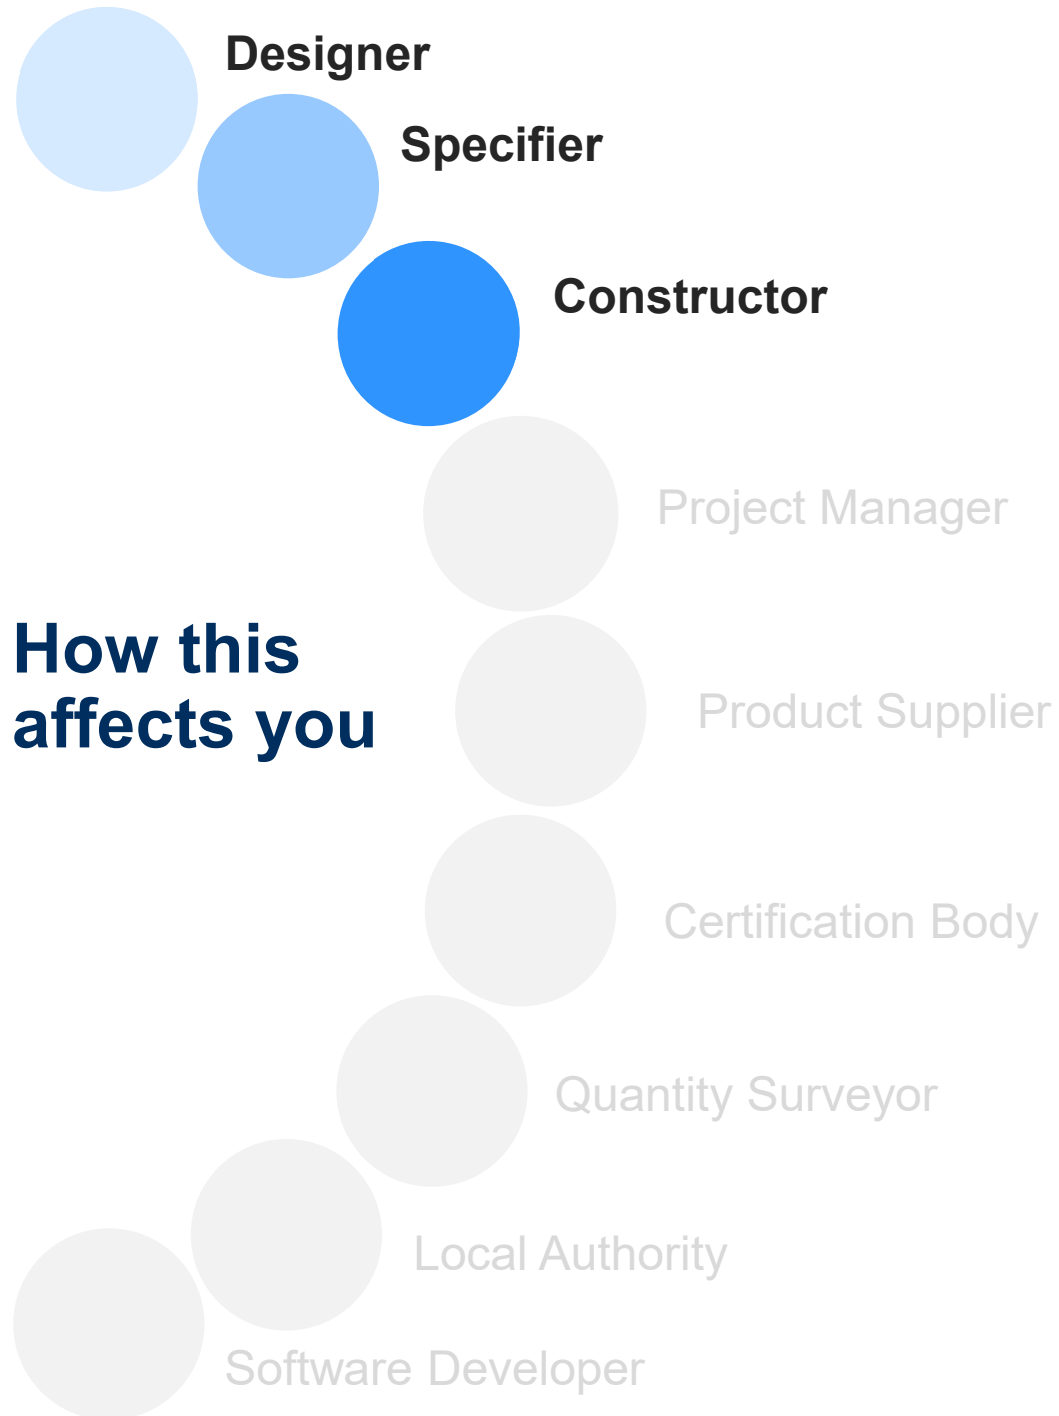 Designer
Specifier
Constructor
Project Manager
How this
affects you
Product Supplier
Certification Body
Quantity Surveyor
Local Authority
Software Developer